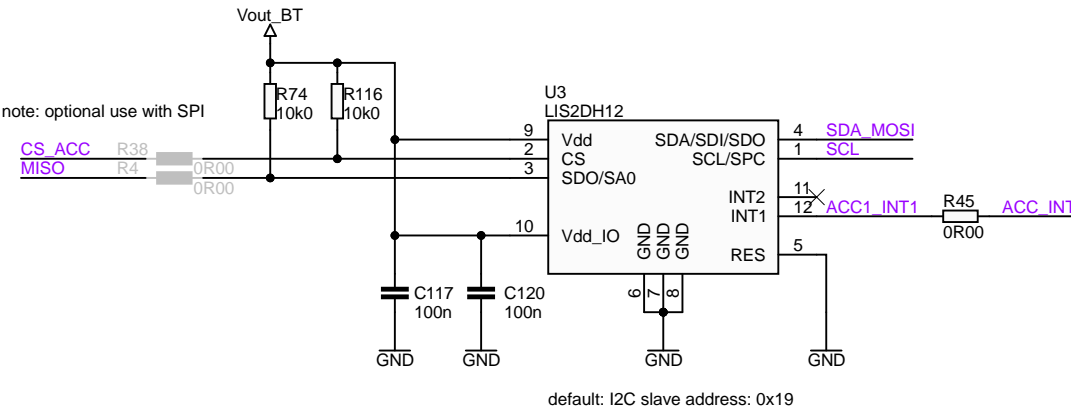 Vout_BT
R74
10k0
R116
10k0
note: optional use with SPI
CS_ACC
R38
0R00
MISO
R4
0R00
U3
LIS2DH12
9
Vdd
2
CS
3
SDO/SA0
10
Vdd_IO
SDA/SDI/SDO
4
SDA_MOSI
SCL/SPC
1
SCL
INT2
11
INT1
12
ACC1_INT1
R45
0R00
ACC_INT
RES
5
GND
GND
GND
6
7
8
C117
100n
C120
100n
GND
GND
GND
GND
default: I2C slave address: 0x19